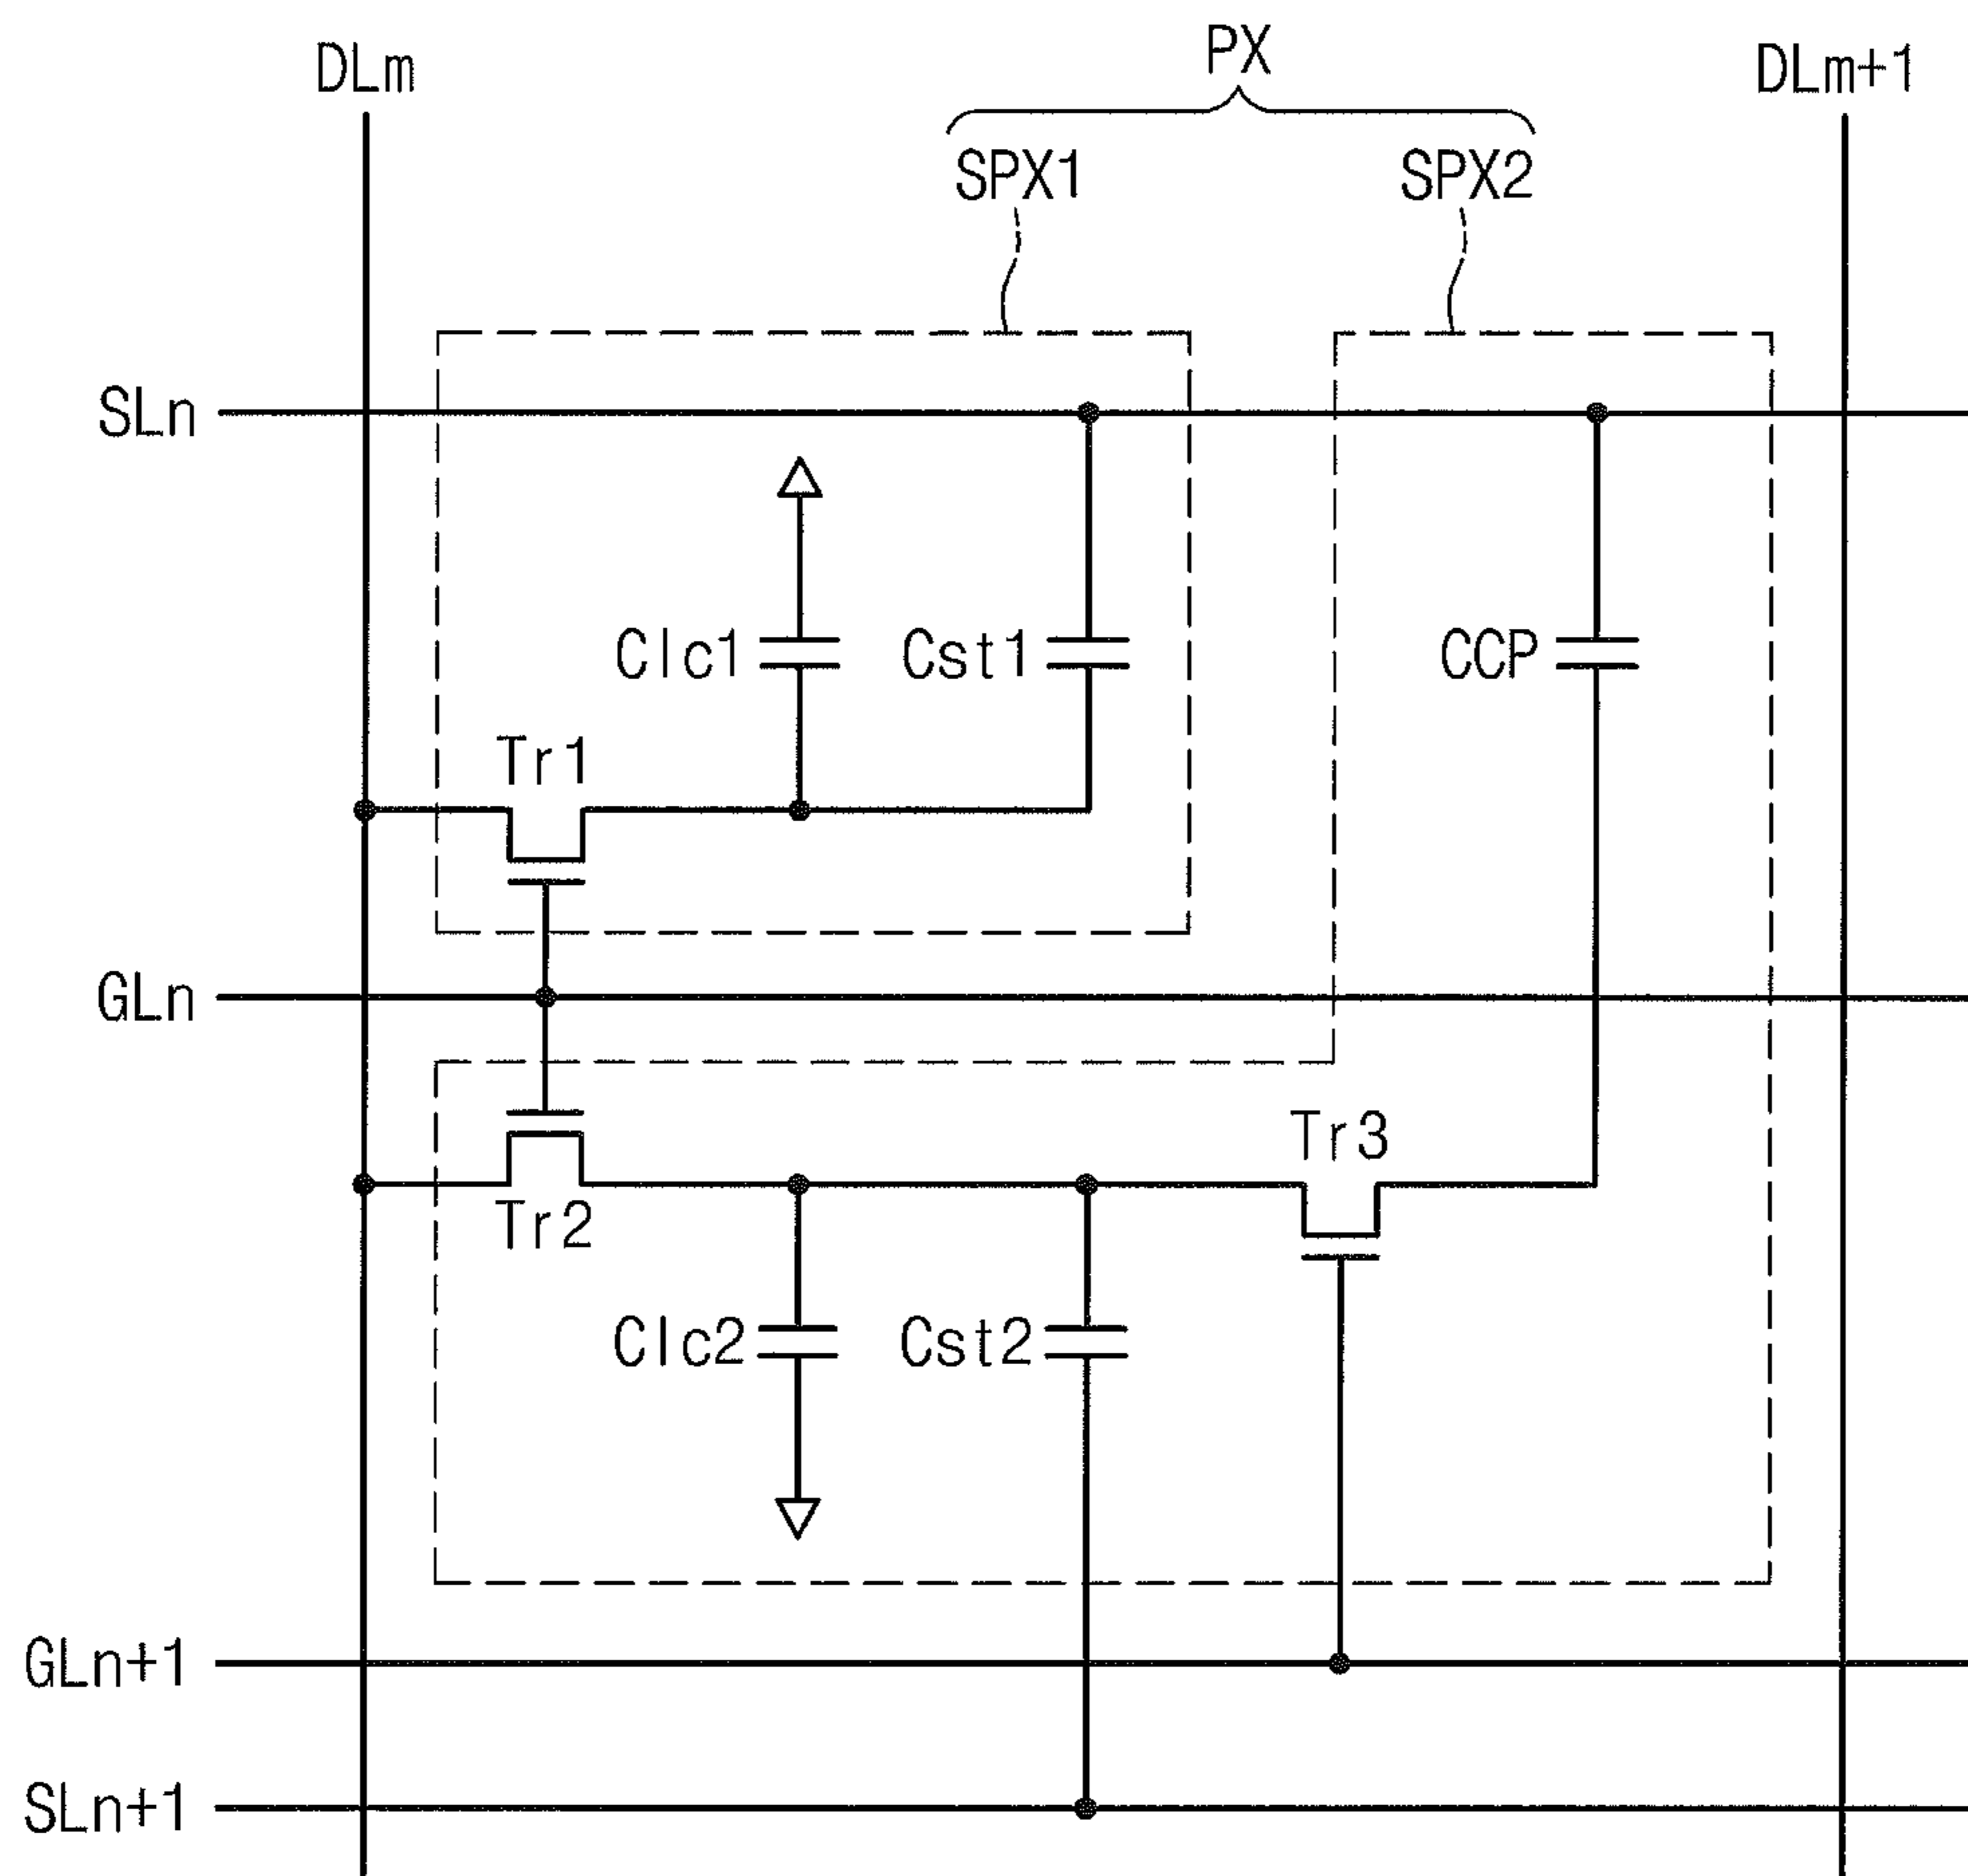 DLm
PX
DLm+1
SPX1
SPX2
SLn
Clc1
Cst1
CCP
Tr1
GLn
Tr3
Tr2
Clc2
Cst2
GLn+1
SLn+1